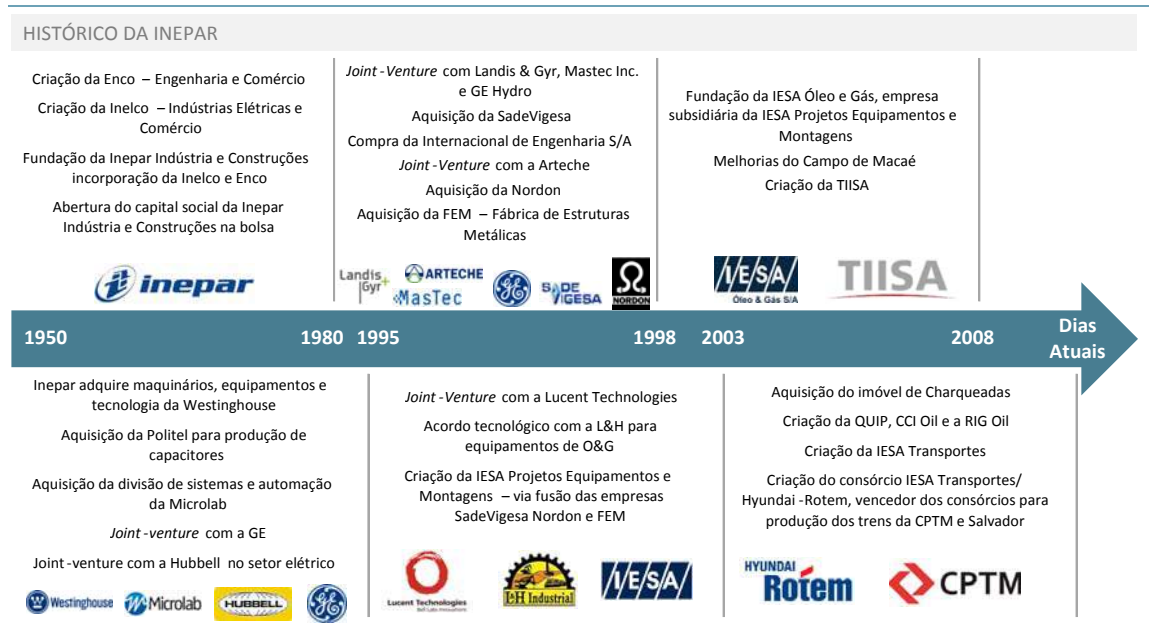 HISTÓRICO DA INEPAR
Criação da Enco – Engenharia e Comércio
Criação da Inelco – Indústrias Elétricas e
Comércio
Fundação da Inepar Indústria e Construções
incorporação da Inelco e Enco
Abertura do capital social da Inepar
Indústria e Construções na bolsa
inepar
Joint -Venture com Landis & Gyr, Mastec Inc.
e GE Hydro
Aquisição da SadeVigesa
Compra da Internacional de Engenharia S/A
Joint -Venture com a Arteche
Aquisição da Nordon
Aquisição da FEM – Fábrica de Estruturas
Metálicas
Landis
Gyr+
ARTECHE
MasTec
GE
SADE
VIGESA
NORDON
Fundação da IESA Óleo e Gás, empresa
subsidiária da IESA Projetos Equipamentos e
Montagens
Melhorias do Campo de Macaé
Criação da TIISA
IESA
Óleo & Gás S/A
TIISA
1950
1980
1995
1998
2003
2008
Dias
Atuais
Inepar adquire maquinários, equipamentos e
tecnologia da Westinghouse
Aquisição da Politel para produção de
capacitores
Aquisição da divisão de sistemas e automação
da Microlab
Joint -venture com a GE
Joint -venture com a Hubbell no setor elétrico
Westinghouse
Microlab
HUBBELL
GE
Joint -Venture com a Lucent Technologies
Acordo tecnológico com a L&H para
equipamentos de O&G
Criação da IESA Projetos Equipamentos e
Montagens – via fusão das empresas
SadeVigesa Nordon e FEM
Lucent Technologies
Bell Labs Innovations
L&H Industrial
IESA
Aquisição do imóvel de Charqueadas
Criação da QUIP, CCI Oil e a RIG Oil
Criação da IESA Transportes
Criação do consórcio IESA Transportes/
Hyundai -Rotem, vencedor dos consórcios para
produção dos trens da CPTM e Salvador
HYUNDAI
Rotem
CPTM